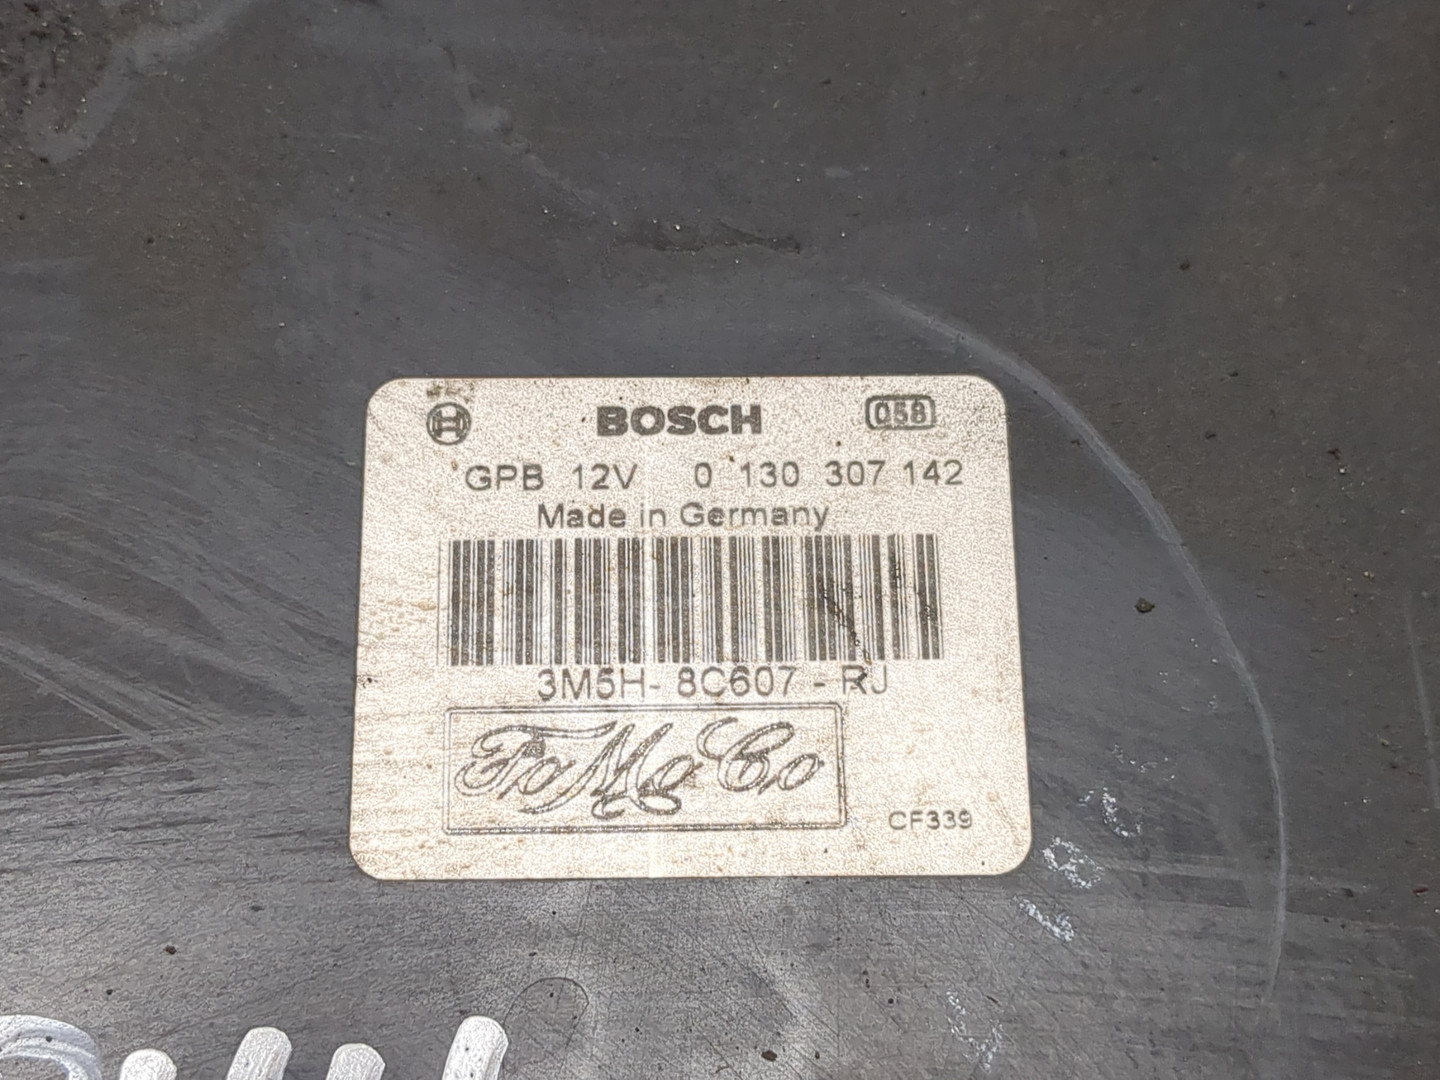 BOSCH 058
GPB 12V 0 130 307 142
Made in Germany
3M5H- 8C607 - RJ
FoMoCo
CF339